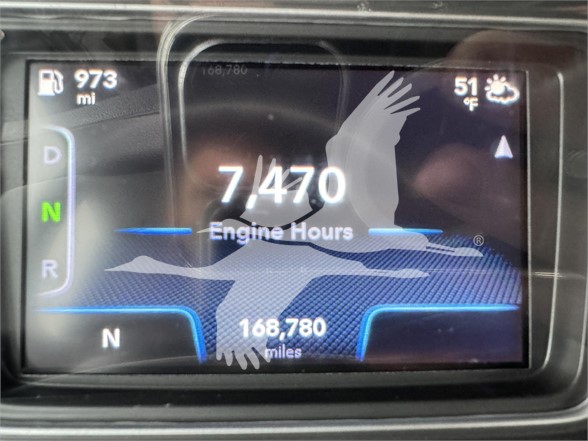 973
mi
168,780
51
°F
D
7,470
N
Engine Hours
®
R
N
168,780
miles